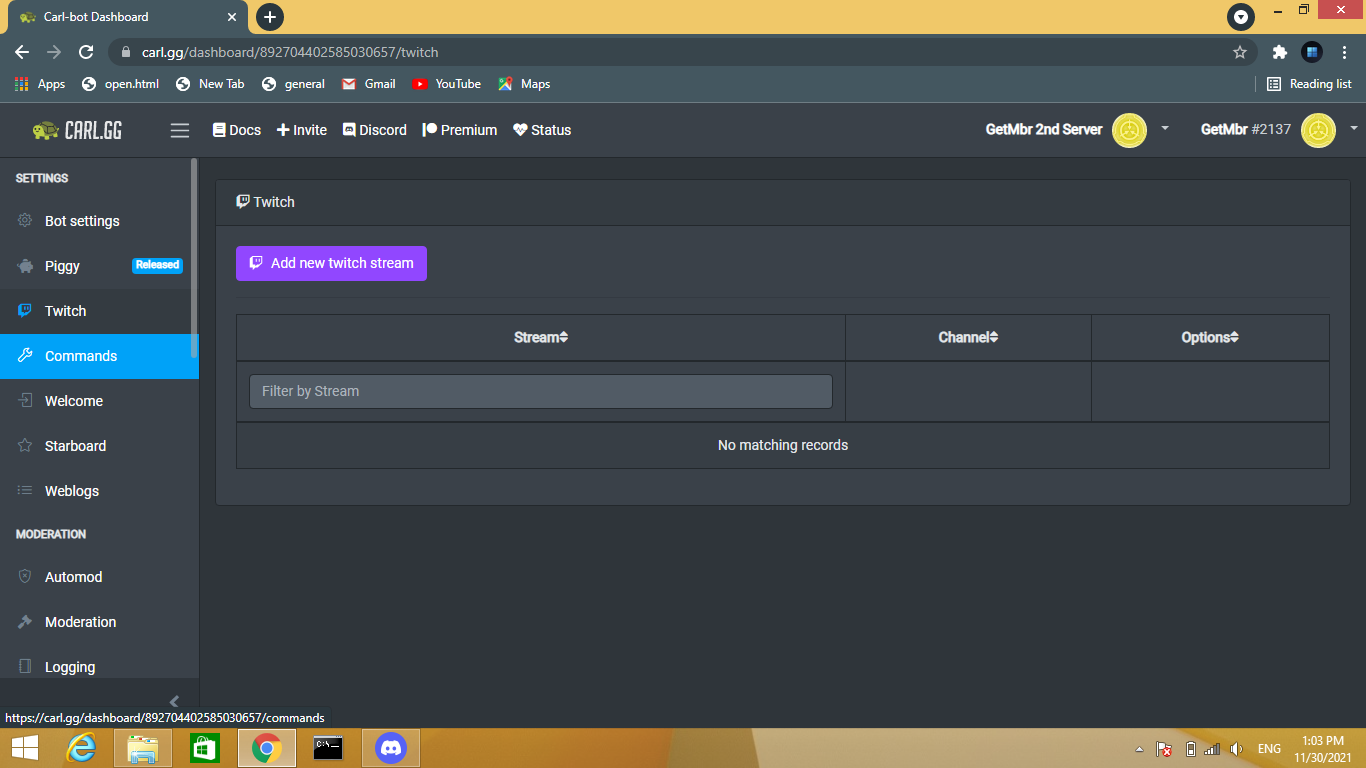 Carl-bot Dashboard
carl.gg/dashboard/892704402585030657/twitch
Apps open.html New Tab general Gmail YouTube Maps Reading list
CARL.GG Docs Invite Discord Premium Status GetMbr 2nd Server GetMbr #2137
SETTINGS
Bot settings
Piggy Released
Twitch
Commands
Welcome
Starboard
Weblogs
MODERATION
Automod
Moderation
Logging
Twitch
Add new twitch stream
Stream Channel Options
Filter by Stream
No matching records
https://carl.gg/dashboard/892704402585030657/commands
C:\
ENG
1:03 PM
11/30/2021